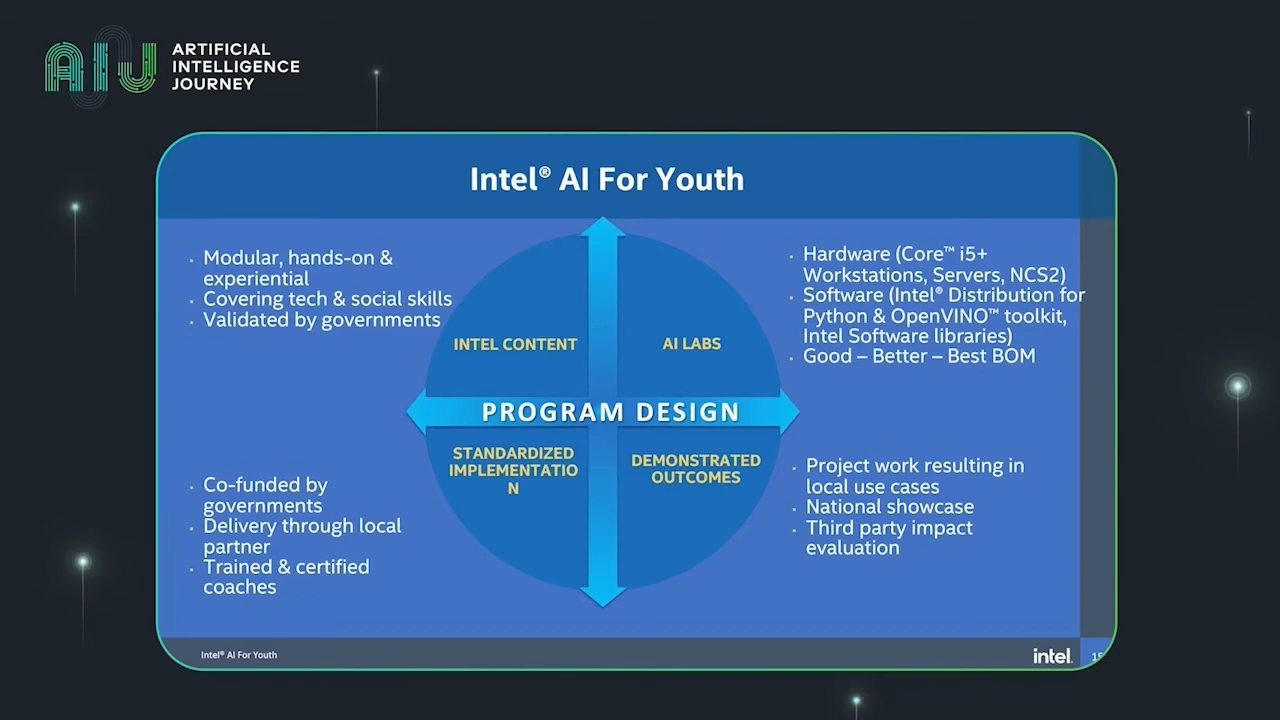 AIJ
ARTIFICIAL
INTELLIGENCE
JOURNEY
Intel® AI For Youth
Modular, hands-on &
experiential
Covering tech & social skills
Validated by governments
Hardware (Core™ i5+
Workstations, Servers, NCS2)
Software (Intel® Distribution for
Python & OpenVINO™ toolkit,
Intel Software libraries)
Good – Better – Best BOM
INTEL CONTENT
AI LABS
PROGRAM DESIGN
STANDARDIZED
IMPLEMENTATIO
N
DEMONSTRATED
OUTCOMES
Co-funded by
governments
Delivery through local
partner
Trained & certified
coaches
Project work resulting in
local use cases
National showcase
Third party impact
evaluation
Intel® AI For Youth
intel.